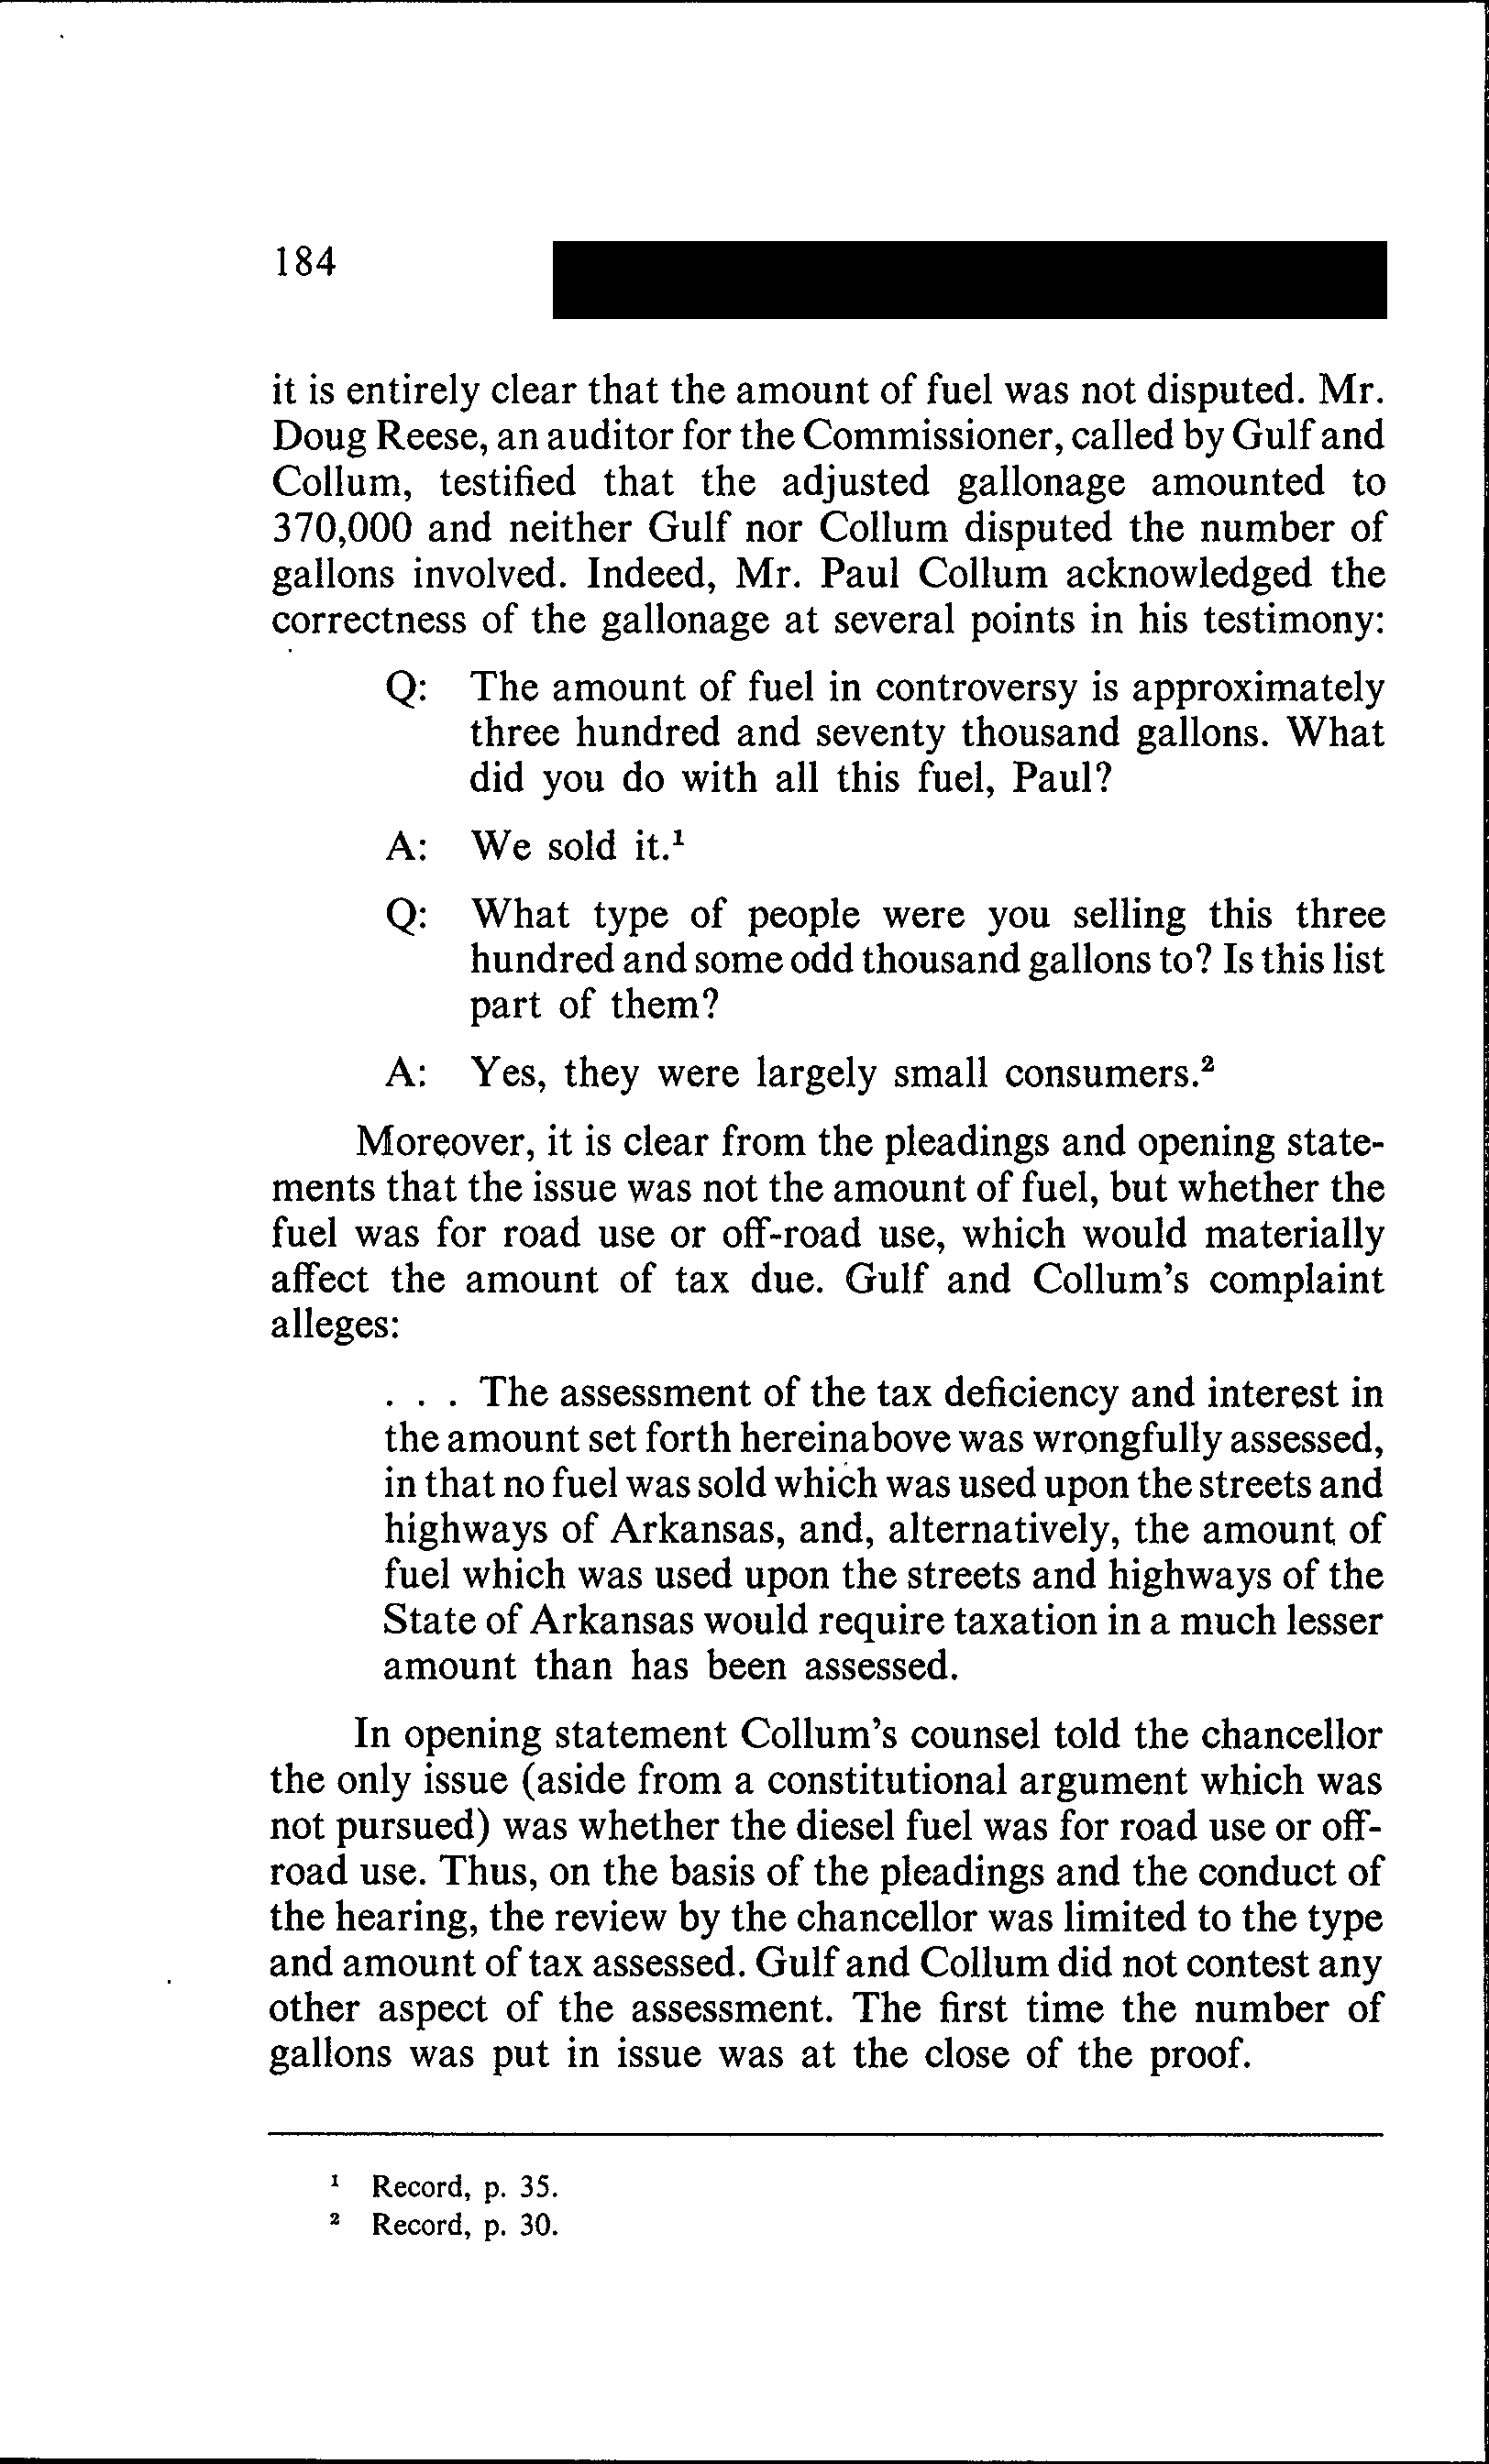 184
it is entirely clear that the amount of fuel was not disputed. Mr.
Doug Reese, an auditor for the Commissioner, called by Gulf and
Collum, testified that the adjusted gallonage amounted to
370,000 and neither Gulf nor Collum disputed the number of
gallons involved. Indeed, Mr. Paul Collum acknowledged the
correctness of the gallonage at several points in his testimony:
Q: The amount of fuel in controversy is approximately
three hundred and seventy thousand gallons. What
did you do with all this fuel, Paul?
A: We sold it.¹
Q: What type of people were you selling this three
hundred and some odd thousand gallons to? Is this list
part of them?
A: Yes, they were largely small consumers.²
Moreover, it is clear from the pleadings and opening state-
ments that the issue was not the amount of fuel, but whether the
fuel was for road use or off-road use, which would materially
affect the amount of tax due. Gulf and Collum's complaint
alleges:
. . . The assessment of the tax deficiency and interest in
the amount set forth hereinabove was wrongfully assessed,
in that no fuel was sold which was used upon the streets and
highways of Arkansas, and, alternatively, the amount of
fuel which was used upon the streets and highways of the
State of Arkansas would require taxation in a much lesser
amount than has been assessed.
In opening statement Collum's counsel told the chancellor
the only issue (aside from a constitutional argument which was
not pursued) was whether the diesel fuel was for road use or off-
road use. Thus, on the basis of the pleadings and the conduct of
the hearing, the review by the chancellor was limited to the type
and amount of tax assessed. Gulf and Collum did not contest any
other aspect of the assessment. The first time the number of
gallons was put in issue was at the close of the proof.
¹ Record, p. 35.
² Record, p. 30.